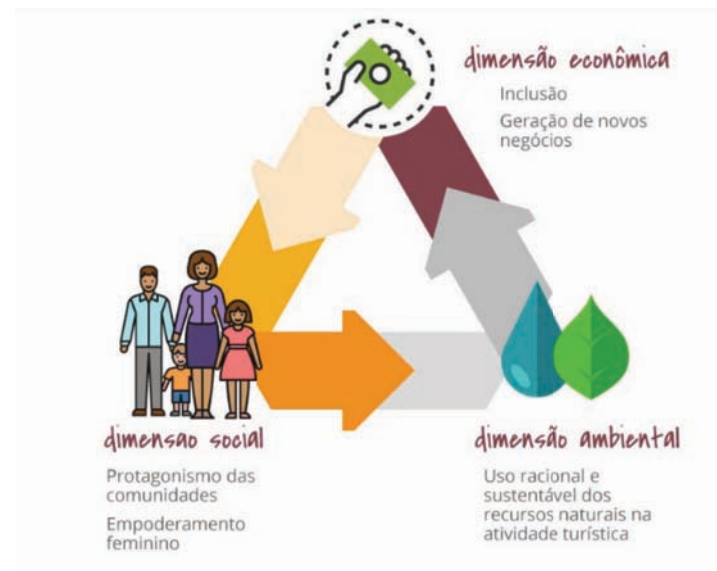 dimensão econômica
Inclusão
Geração de novos
negócios
dimensao social
Protagonismo das
comunidades
Empoderamento
feminino
dimensão ambiental
Uso racional e
sustentável dos
recursos naturais na
atividade turística